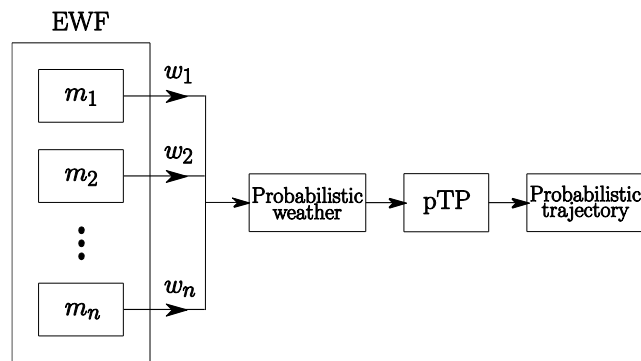 EWF
m₁
w₁
m₂
w₂
⋮
mₙ
wₙ
Probabilistic
weather
pTP
Probabilistic
trajectory